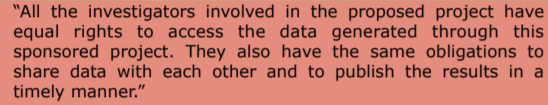 "All the investigators involved in the proposed project have
equal rights to access the data generated through this
sponsored project. They also have the same obligations to
share data with each other and to publish the results in a
timely manner."